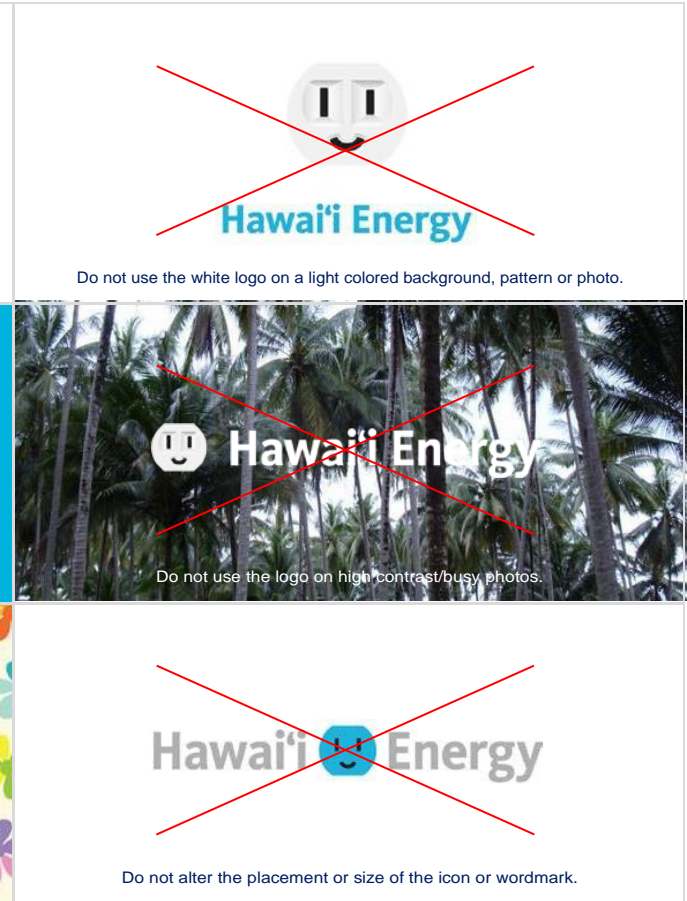 Hawai‘i Energy
Do not use the white logo on a light colored background, pattern or photo.
Hawai‘i Energy
Do not use the logo on high contrast/busy photos.
Hawai‘i Energy
Do not alter the placement or size of the icon or wordmark.